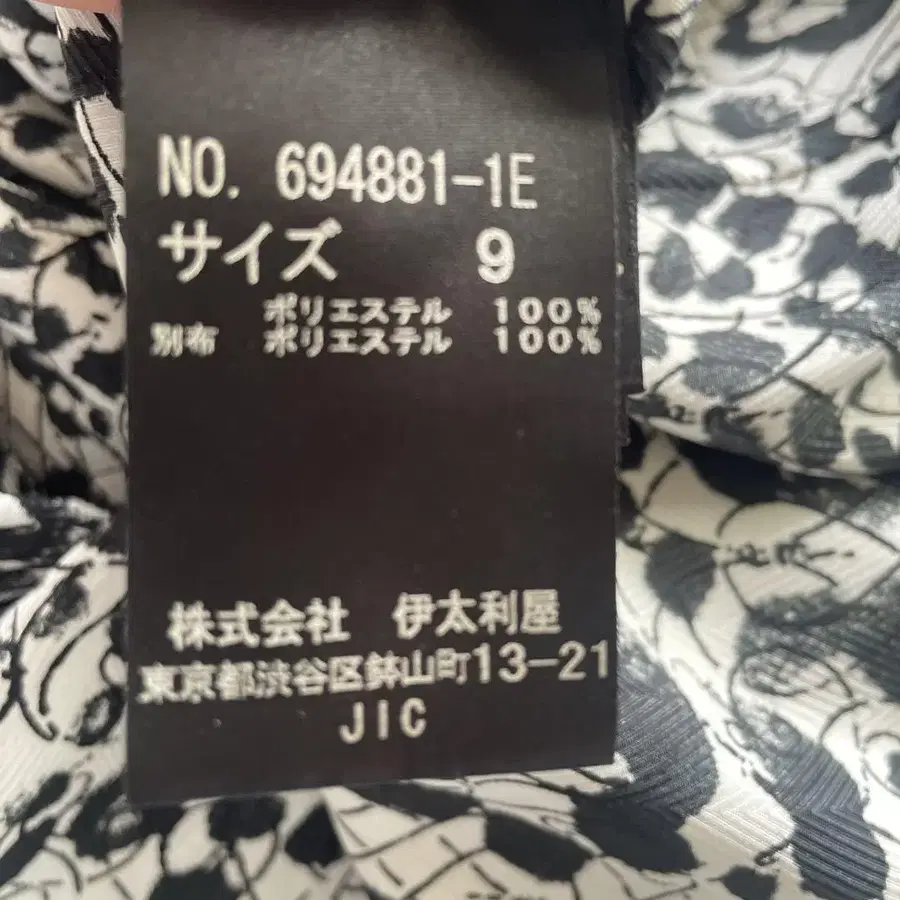 NO. 694881-1E
サイズ 9
ポリエステル 100%
別布 ポリエステル 100%
株式会社 伊太利屋
東京都渋谷区鉢山町13-21
JIC